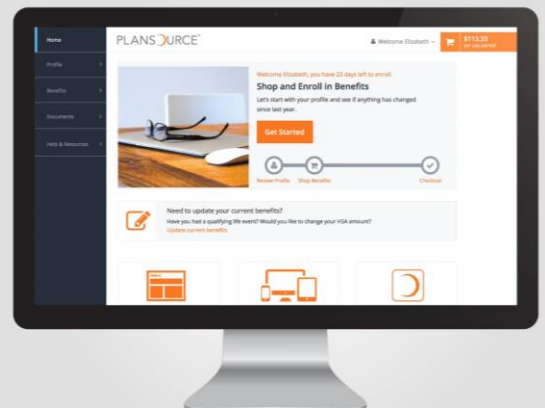 Home
Profile
Benefits
Documents
Help & Resources
PLANSOURCE
Welcome Elizabeth
$113.33
per pay period
Welcome Elizabeth, you have 23 days left to enroll.
Shop and Enroll in Benefits
Let's start with your profile and see if anything has changed
since last year.
Get Started
Review Profile Shop Benefits Checkout
Need to update your current benefits?
Have you had a qualifying life event? Would you like to change your HSA amount?
Update current benefits